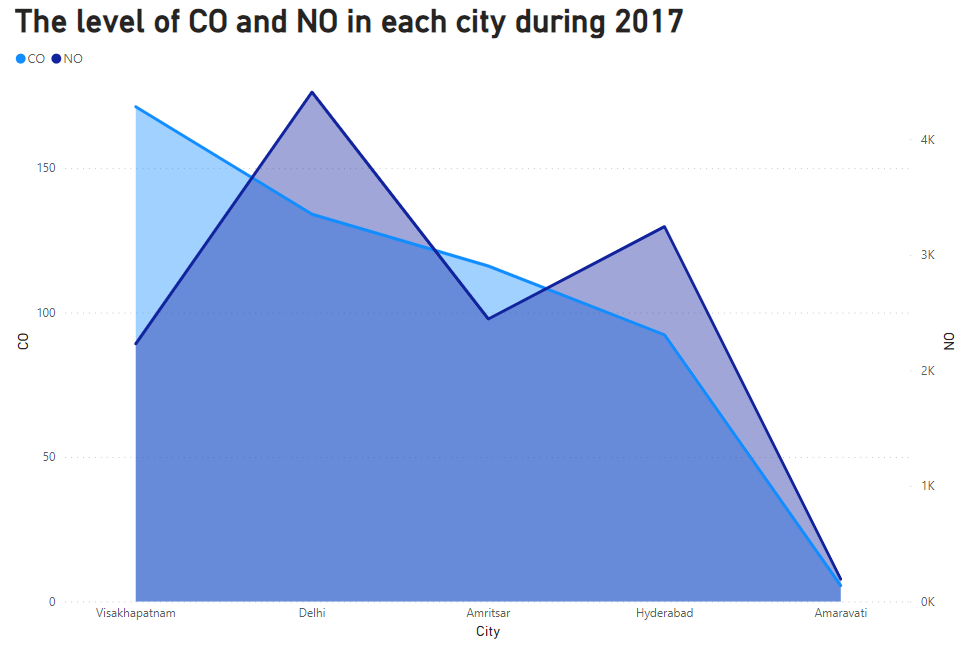 The level of CO and NO in each city during 2017
CO NO
150
100
50
0
CO
4K
3K
2K
1K
0K
NO
Visakhapatnam Delhi Amritsar Hyderabad Amaravati
City